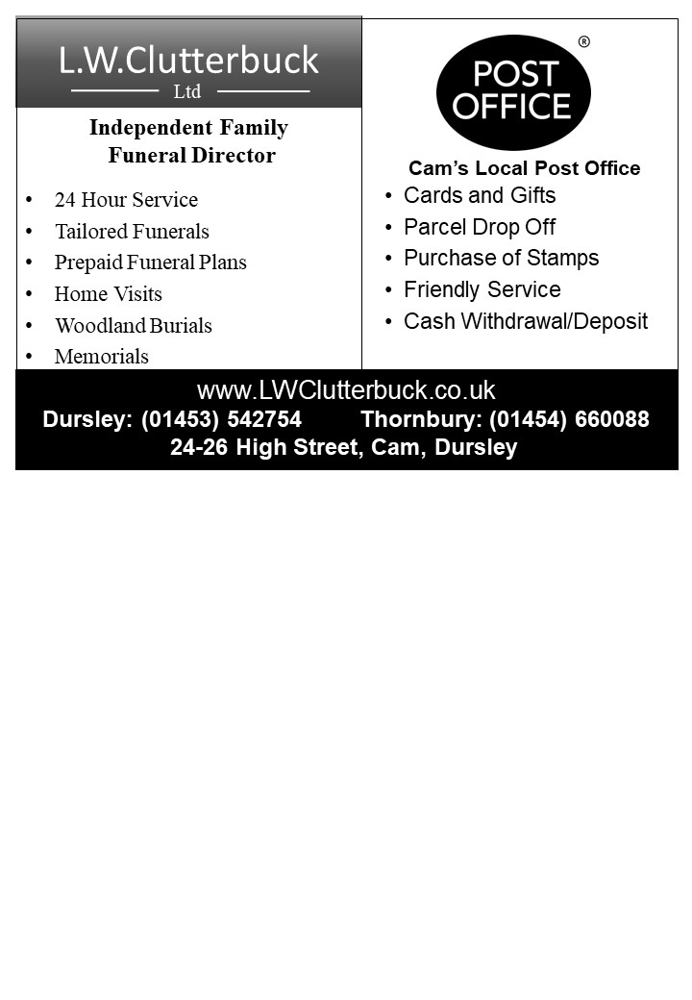 L.W.Clutterbuck
Ltd
Independent Family
Funeral Director
• 24 Hour Service
• Tailored Funerals
• Prepaid Funeral Plans
• Home Visits
• Woodland Burials
• Memorials
POST
OFFICE
®
Cam’s Local Post Office
• Cards and Gifts
• Parcel Drop Off
• Purchase of Stamps
• Friendly Service
• Cash Withdrawal/Deposit
www.LWClutterbuck.co.uk
Dursley: (01453) 542754 Thornbury: (01454) 660088
24-26 High Street, Cam, Dursley